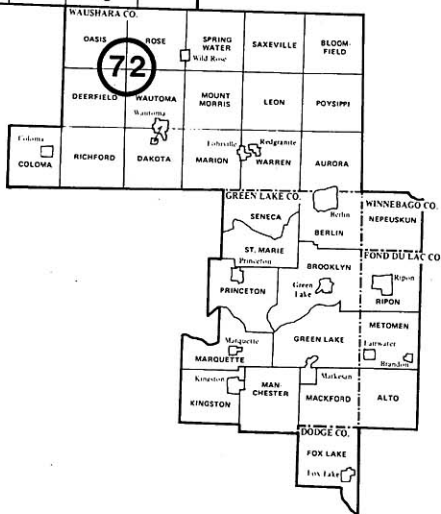 WAUSHARA CO.
OASIS
ROSE
SPRING
WATER
SAXEVILLE
BLOOM-
FIELD
72
Wild Rose
DEERFIELD
WAUTOMA
Wautoma
MOUNT
MORRIS
LEON
POYSIPPI
Coloma
COLOMA
RICHFORD
DAKOTA
Lohrville
MARION
Redgranite
WARREN
AURORA
GREEN LAKE CO.
Berlin
WINNEBAGO CO.
NEPEUSKUN
SENECA
BERLIN
ST. MARIE
FOND DU LAC CO
Princeton
PRINCETON
BROOKLYN
Green
Lake
Ripon
RIPON
METOMEN
Marquette
MARQUETTE
GREEN LAKE
Fairwater
Brandon
Kingston
KINGSTON
MAN-
CHESTER
Markesan
MACKFORD
ALTO
DODGE CO.
FOX LAKE
Fox Lake